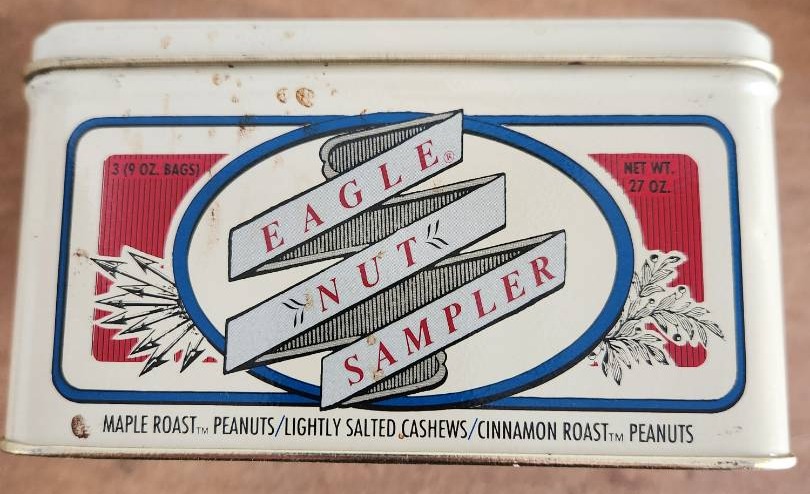 3 (9 OZ. BAGS)
NET WT.
27 OZ.
EAGLE®
NUT
SAMPLER
MAPLE ROAST™ PEANUTS/LIGHTLY SALTED CASHEWS/CINNAMON ROAST™ PEANUTS